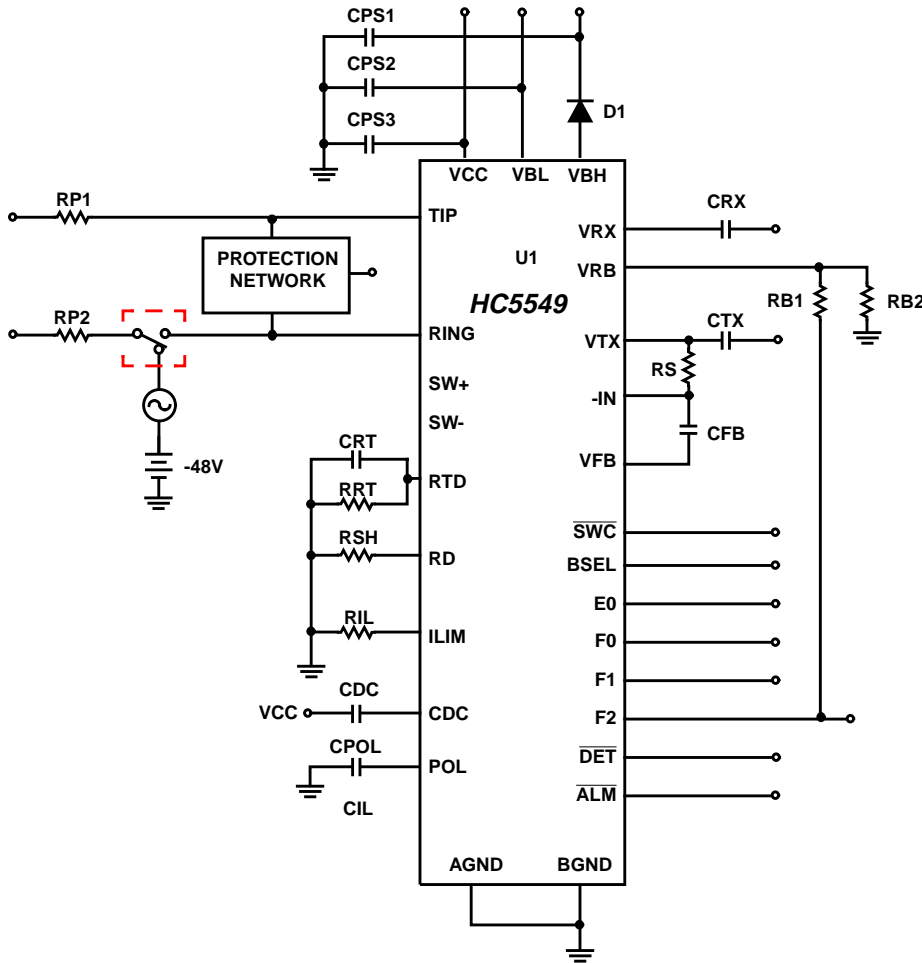 CPS1
CPS2
CPS3
D1
VCC VBL VBH
RP1
TIP
CRX
VRX
U1
PROTECTION
NETWORK
VRB
HC5549
RB1
RB2
RP2
RING
CTX
VTX
RS
SW+
-IN
SW-
CFB
CRT
VFB
-48V
RTD
RRT
RSH
SWC
RD
BSEL
E0
RIL
ILIM
F0
F1
CDC
VCC
CDC
F2
CPOL
POL
DET
CIL
ALM
AGND BGND